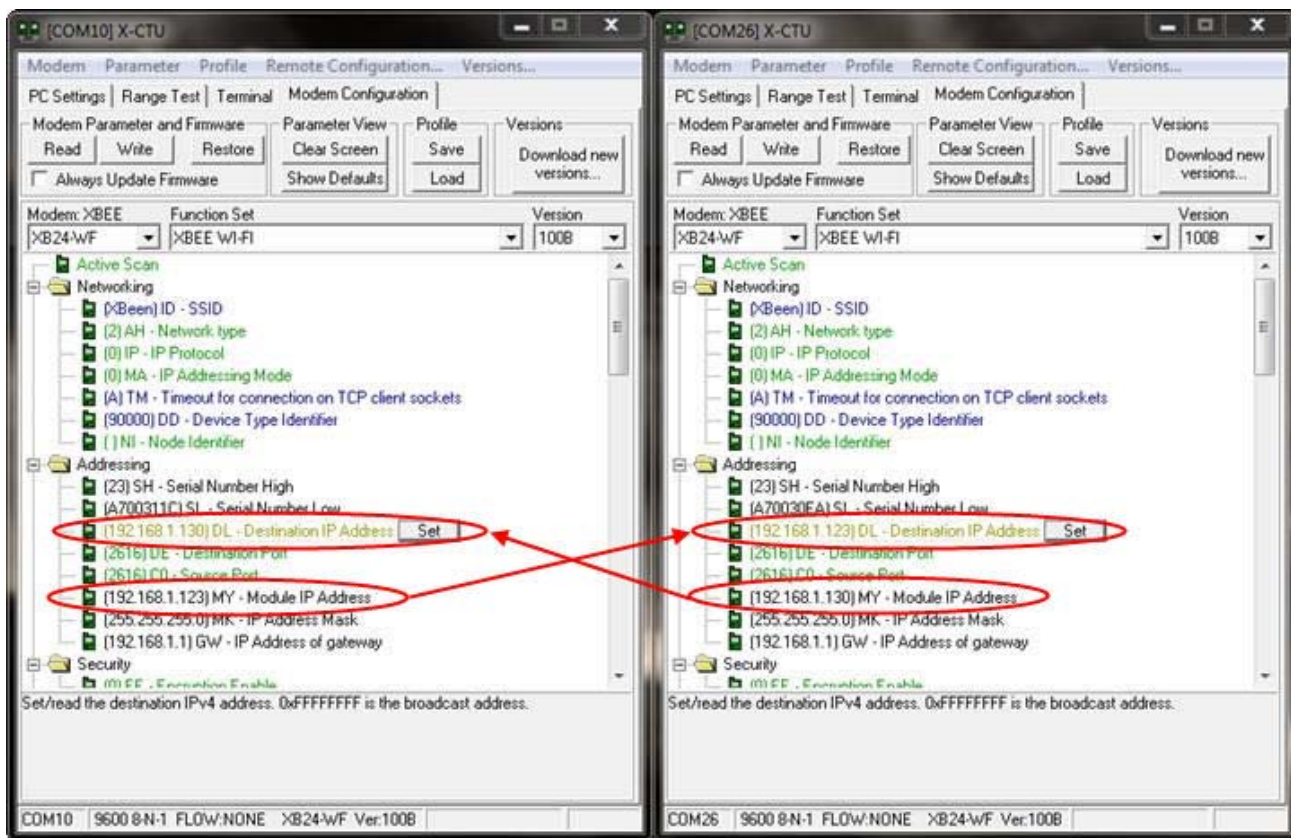 [COM10] X-CTU
Modem Parameter Profile Remote Configuration... Versions...
PC Settings Range Test Terminal Modem Configuration
Modem Parameter and Firmware Parameter View Profile Versions
Read Write Restore Clear Screen Save Download new versions...
Always Update Firmware Show Defaults Load
Modem: XBEE Function Set Version
XB24-WF XBEE WI-FI 100B
Active Scan
Networking
(XBeen) ID - SSID
(2) AH - Network type
(0) IP - IP Protocol
(0) MA - IP Addressing Mode
(A) TM - Timeout for connection on TCP client sockets
(90000) DD - Device Type Identifier
( ) NI - Node Identifier
Addressing
(23) SH - Serial Number High
(A700311C) SL - Serial Number Low
(192.168.1.130) DL - Destination IP Address Set
(2616) DE - Destination Port
(2616) C0 - Source Port
(192.168.1.123) MY - Module IP Address
(255.255.255.0) MK - IP Address Mask
(192.168.1.1) GW - IP Address of gateway
Security
(0) EE - Encryption Enable
Set/read the destination IPv4 address. 0xFFFFFFFF is the broadcast address.
COM10 9600 8-N-1 FLOW:NONE XB24-WF Ver:100B
[COM26] X-CTU
Modem Parameter Profile Remote Configuration... Versions...
PC Settings Range Test Terminal Modem Configuration
Modem Parameter and Firmware Parameter View Profile Versions
Read Write Restore Clear Screen Save Download new versions...
Always Update Firmware Show Defaults Load
Modem: XBEE Function Set Version
XB24-WF XBEE WI-FI 100B
Active Scan
Networking
(XBeen) ID - SSID
(2) AH - Network type
(0) IP - IP Protocol
(0) MA - IP Addressing Mode
(A) TM - Timeout for connection on TCP client sockets
(90000) DD - Device Type Identifier
( ) NI - Node Identifier
Addressing
(23) SH - Serial Number High
(A70030EA) SL - Serial Number Low
(192.168.1.123) DL - Destination IP Address Set
(2616) DE - Destination Port
(2616) C0 - Source Port
(192.168.1.130) MY - Module IP Address
(255.255.255.0) MK - IP Address Mask
(192.168.1.1) GW - IP Address of gateway
Security
(0) EE - Encryption Enable
Set/read the destination IPv4 address. 0xFFFFFFFF is the broadcast address.
COM26 9600 8-N-1 FLOW:NONE XB24-WF Ver:100B